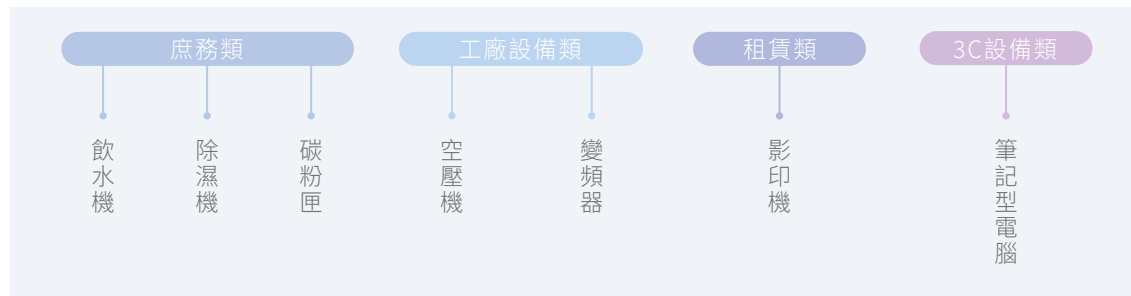 庶務類
飲水機
除濕機
碳粉匣
工廠設備類
空壓機
變頻器
租賃類
影印機
3C設備類
筆記型電腦